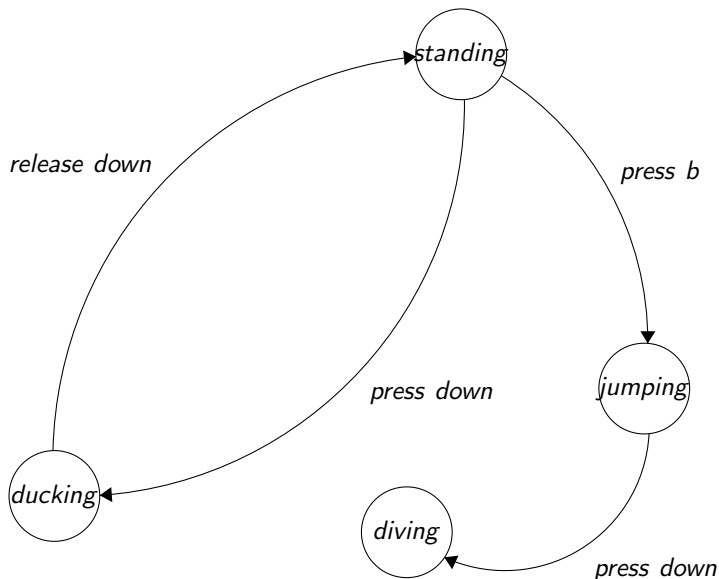 standing
release down
press b
press down
jumping
ducking
diving
press down